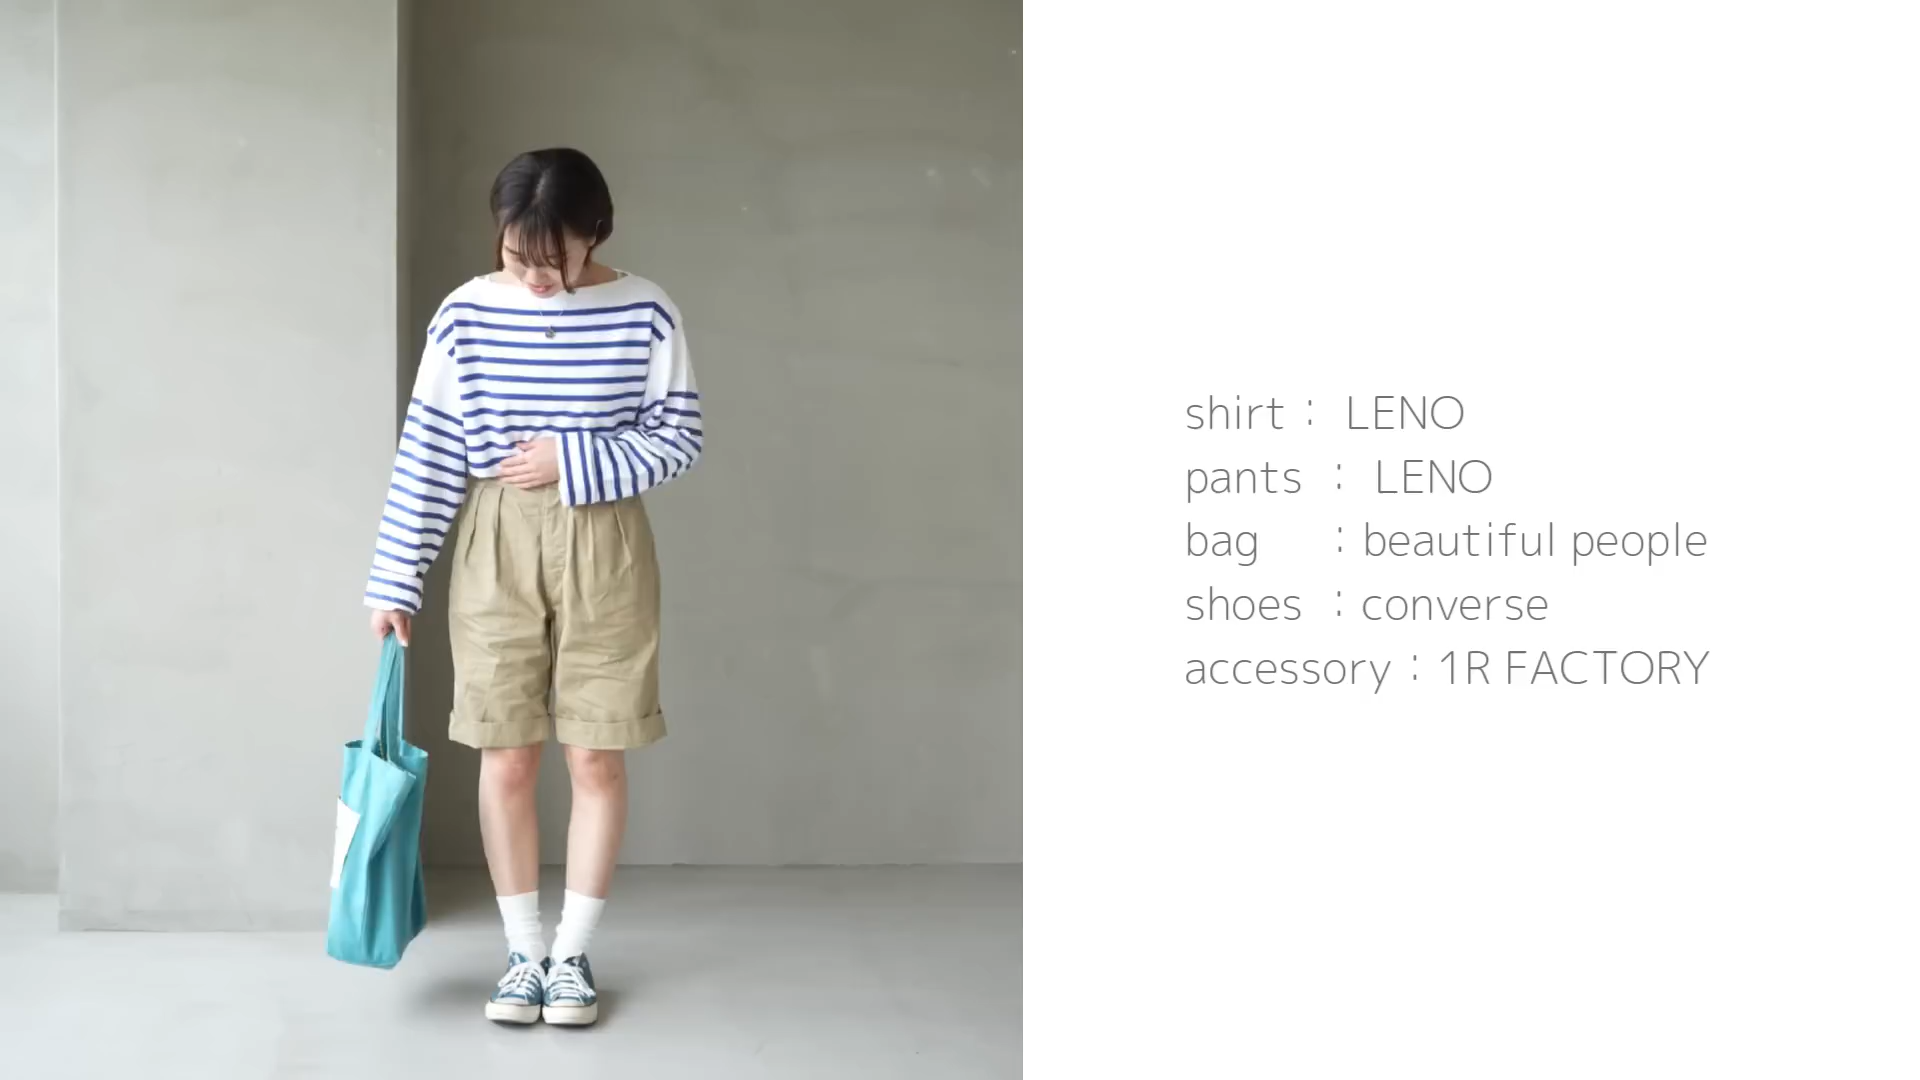 shirt : LENO
pants : LENO
bag : beautiful people
shoes : converse
accessory : 1R FACTORY